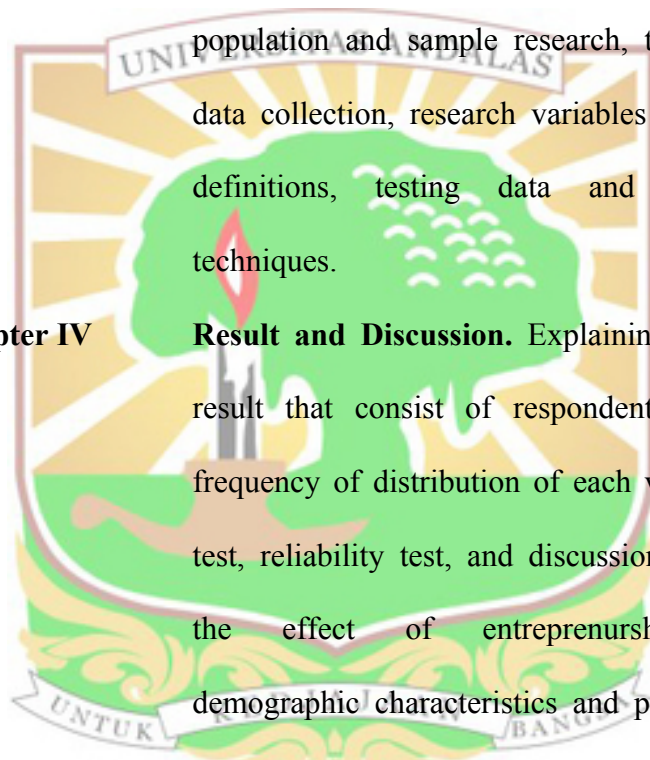 UNIVERSITAS ANDALAS
population and sample research,
data collection, research variables
definitions, testing data and
techniques.
pter IV Result and Discussion. Explainin
result that consist of respondent
frequency of distribution of each
test, reliability test, and discussion
the effect of entreprenursh
demographic characteristics and p
UNTUK KEDJAJAAN BANGSA